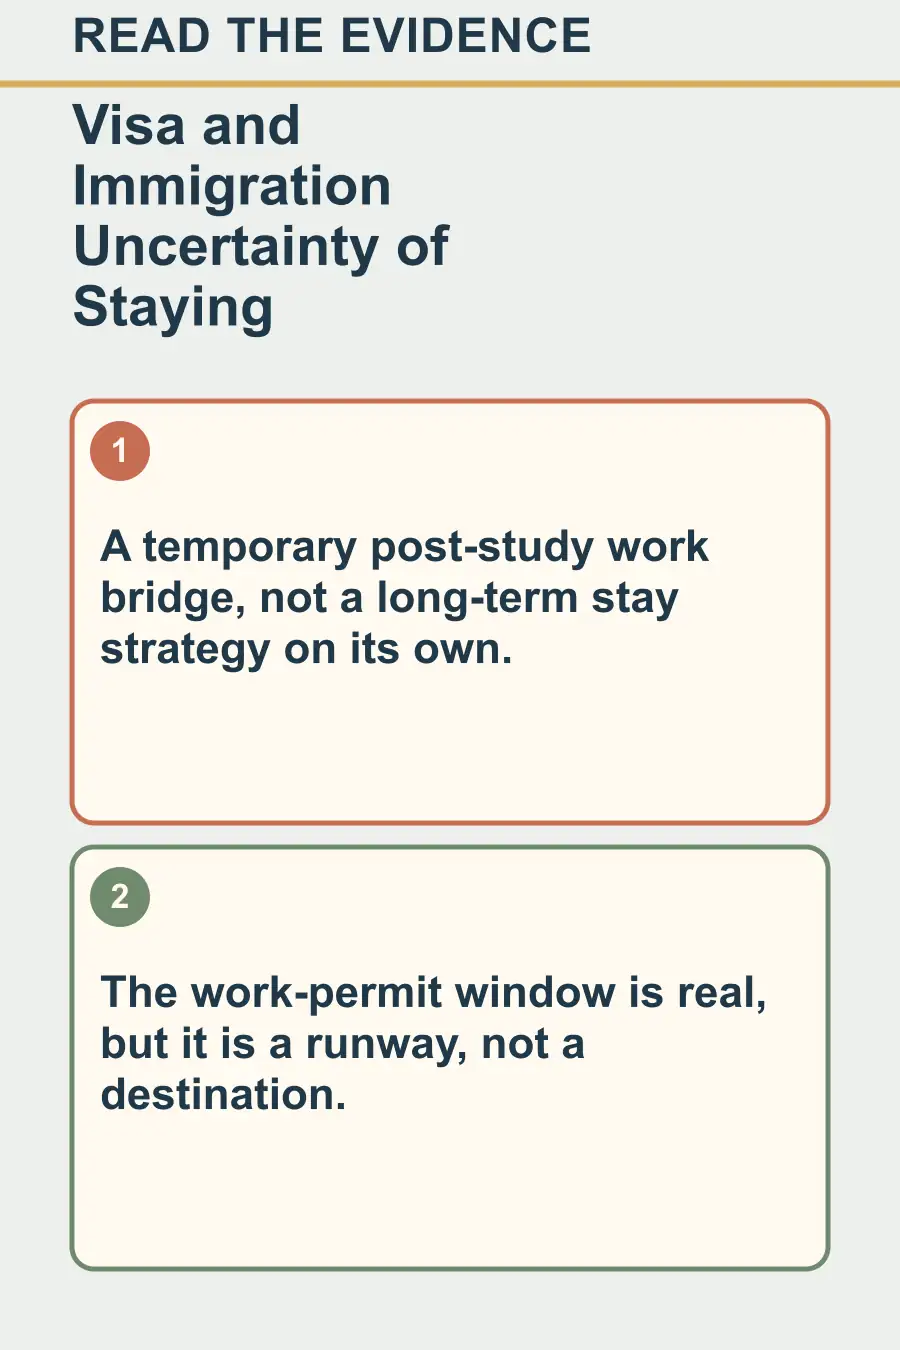 READ THE EVIDENCE
Visa and
Immigration
Uncertainty of
Staying
1
A temporary post-study work
bridge, not a long-term stay
strategy on its own.
2
The work-permit window is real,
but it is a runway, not a
destination.